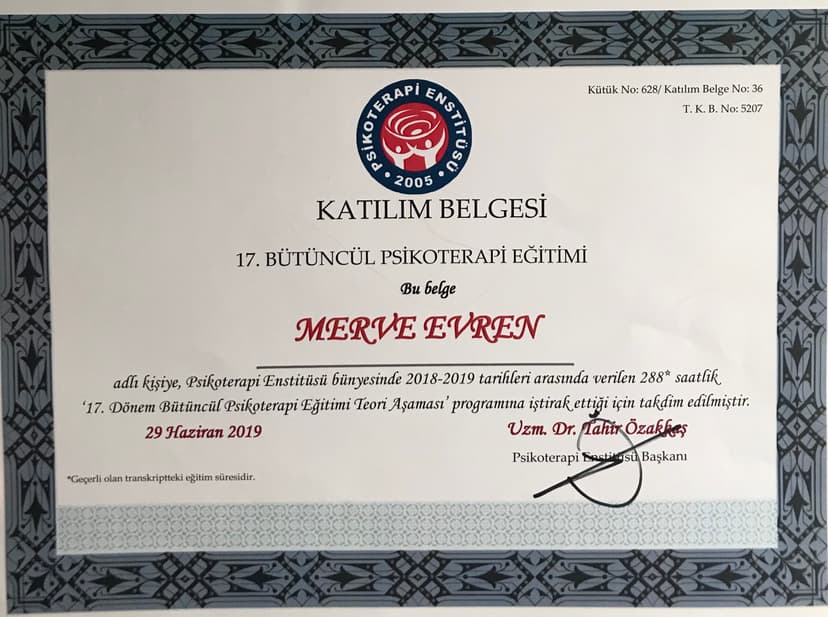 Kütük No: 628/ Katılım Belge No: 36
T. K. B. No: 5207
PSİKOTERAPİ ENSTİTÜSÜ
• 2005 •
KATILIM BELGESİ
17. BÜTÜNCÜL PSİKOTERAPİ EĞİTİMİ
Bu belge
MERVE EVREN
adlı kişiye, Psikoterapi Enstitüsü bünyesinde 2018-2019 tarihleri arasında verilen 288* saatlik
‘17. Dönem Bütüncül Psikoterapi Eğitimi Teori Aşaması’ programına iştirak ettiği için takdim edilmiştir.
29 Haziran 2019
Uzm. Dr. Tahir Özakkaş
Psikoterapi Enstitüsü Başkanı
*Geçerli olan transkriptteki eğitim süresidir.